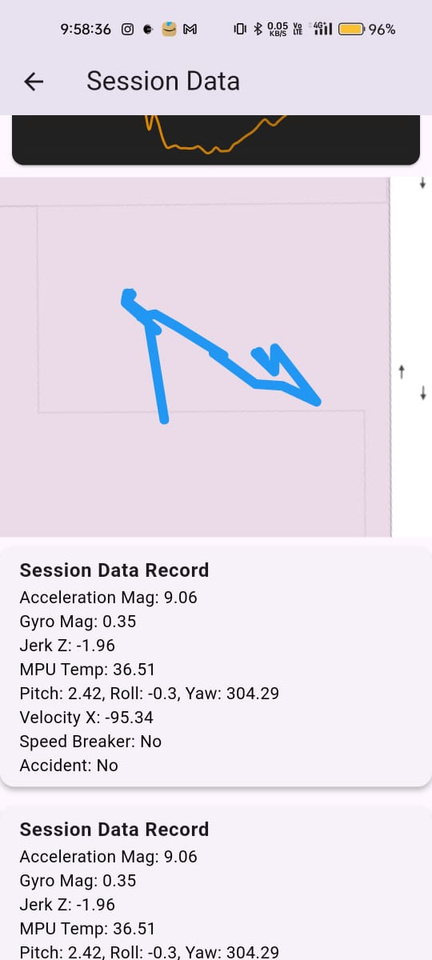 9:58:36 0.05 KB/S Vo LTE 4G+ 96%
Session Data
Session Data Record
Acceleration Mag: 9.06
Gyro Mag: 0.35
Jerk Z: -1.96
MPU Temp: 36.51
Pitch: 2.42, Roll: -0.3, Yaw: 304.29
Velocity X: -95.34
Speed Breaker: No
Accident: No
Session Data Record
Acceleration Mag: 9.06
Gyro Mag: 0.35
Jerk Z: -1.96
MPU Temp: 36.51
Pitch: 2.42, Roll: -0.3, Yaw: 304.29